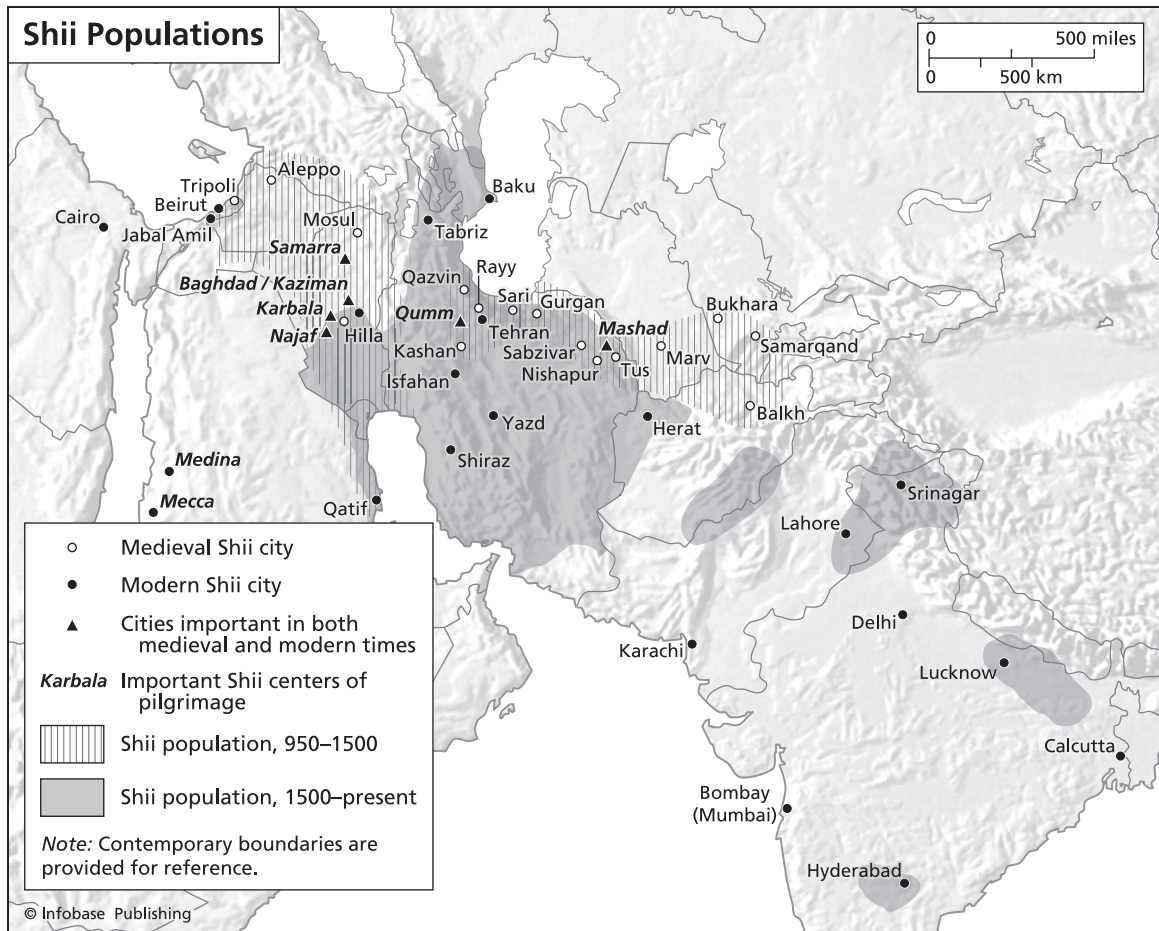 Shii Populations
0 500 miles
0 500 km
Aleppo
Tripoli
Beirut
Jabal Amil
Cairo
Mosul
Samarra
Baghdad / Kaziman
Karbala
Najaf
Hilla
Baku
Tabriz
Qazvin
Rayy
Sari
Gurgan
Qumm
Tehran
Mashad
Kashan
Sabzivar
Nishapur
Tus
Marv
Bukhara
Samarqand
Balkh
Isfahan
Yazd
Herat
Shiraz
Medina
Mecca
Qatif
Srinagar
Lahore
Delhi
Karachi
Lucknow
Calcutta
Bombay
(Mumbai)
Hyderabad
Medieval Shii city
Modern Shii city
Cities important in both
medieval and modern times
Karbala Important Shii centers of
pilgrimage
Shii population, 950–1500
Shii population, 1500–present
Note: Contemporary boundaries are
provided for reference.
© Infobase Publishing